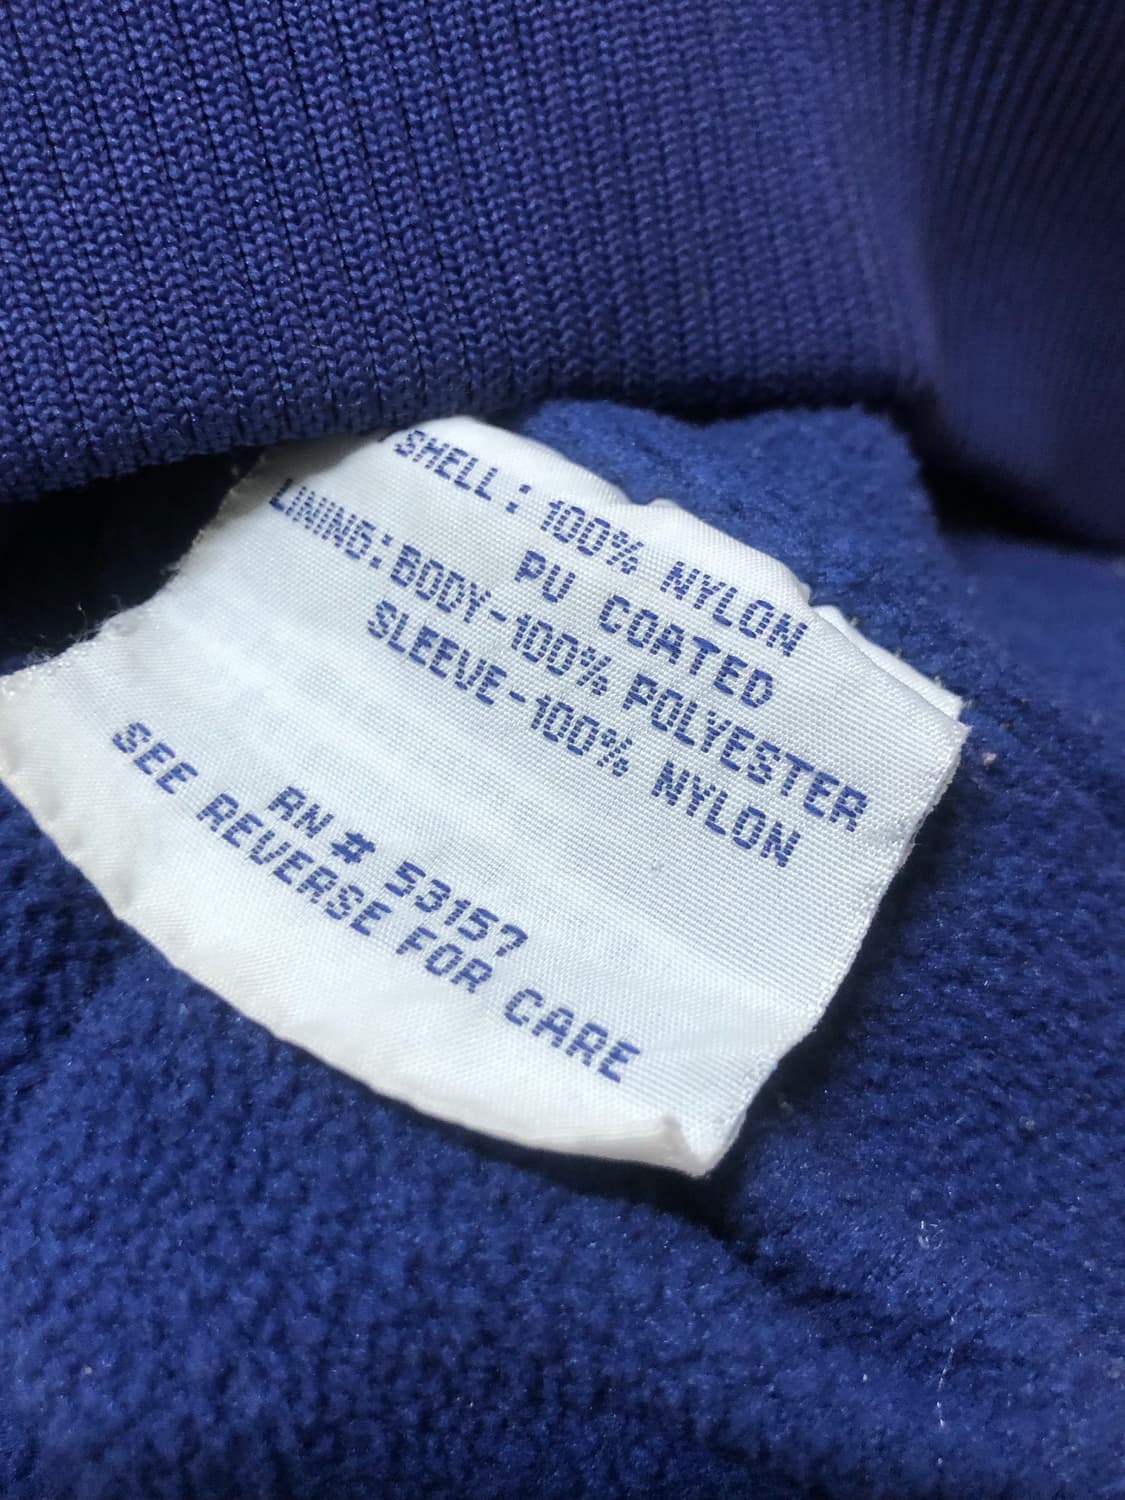 SHELL: 100% NYLON
PU COATED
LINING: BODY-100% POLYESTER
SLEEVE-100% NYLON
RN# 53157
SEE REVERSE FOR CARE